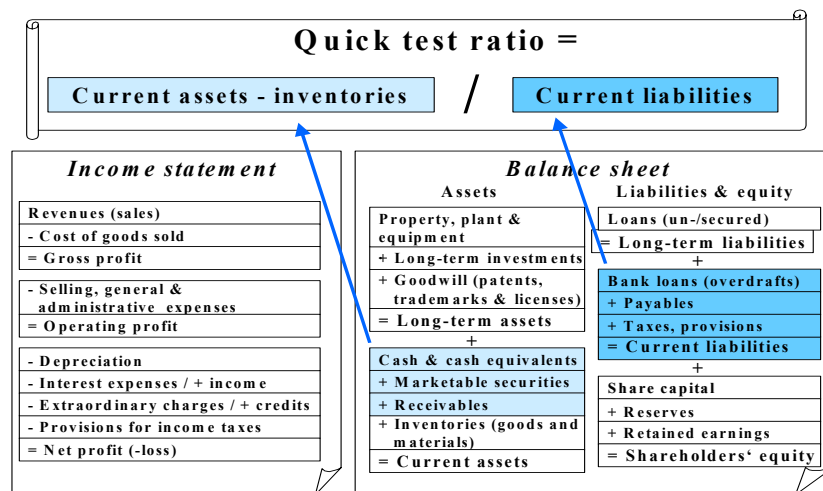 Quick test ratio =
Current assets - inventories / Current liabilities
Income statement
Revenues (sales)
- Cost of goods sold
= Gross profit
- Selling, general &
administrative expenses
= Operating profit
- Depreciation
- Interest expenses / + income
- Extraordinary charges / + credits
- Provisions for income taxes
= Net profit (-loss)
Balance sheet
Assets
Property, plant &
equipment
+ Long-term investments
+ Goodwill (patents,
trademarks & licenses)
= Long-term assets
+
Cash & cash equivalents
+ Marketable securities
+ Receivables
+ Inventories (goods and
materials)
= Current assets
Liabilities & equity
Loans (un-/secured)
= Long-term liabilities
+
Bank loans (overdrafts)
+ Payables
+ Taxes, provisions
= Current liabilities
+
Share capital
+ Reserves
+ Retained earnings
= Shareholders‘ equity